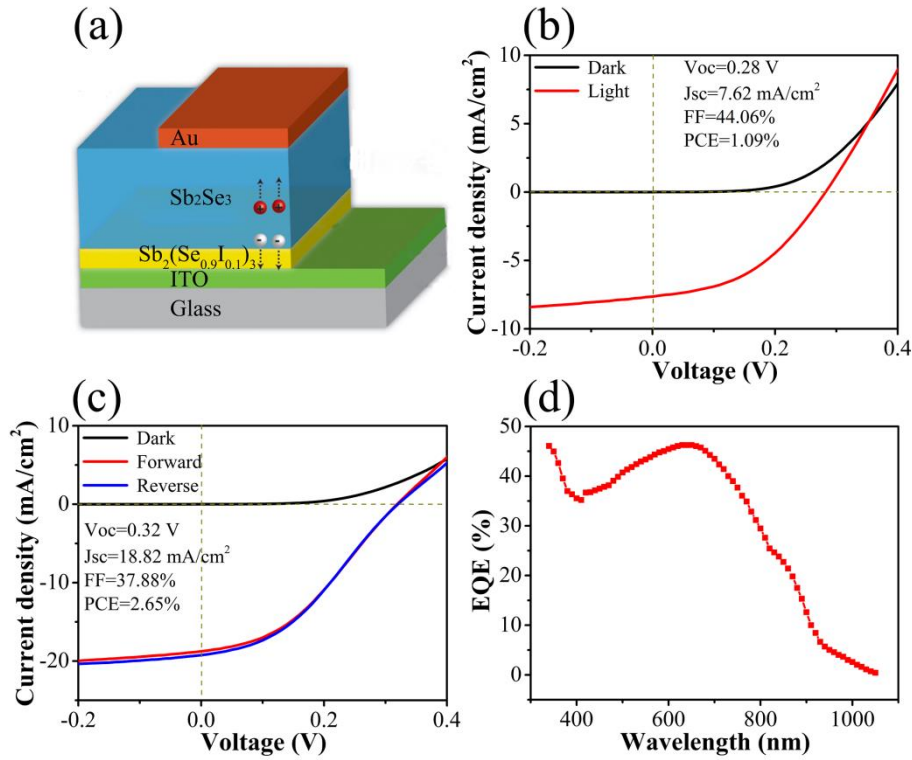 (a)
Au
Sb₂Se₃
Sb₂(Se₀.₉I₀.₁)₃
ITO
Glass
(b)
Dark
Light
Voc=0.28 V
Jsc=7.62 mA/cm²
FF=44.06%
PCE=1.09%
10
5
0
-5
-10
Current density (mA/cm²)
-0.2
0.0
0.2
0.4
Voltage (V)
(c)
Dark
Forward
Reverse
Voc=0.32 V
Jsc=18.82 mA/cm²
FF=37.88%
PCE=2.65%
10
0
-10
-20
Current density (mA/cm²)
-0.2
0.0
0.2
0.4
Voltage (V)
(d)
50
40
30
20
10
0
EQE (%)
400
600
800
1000
Wavelength (nm)